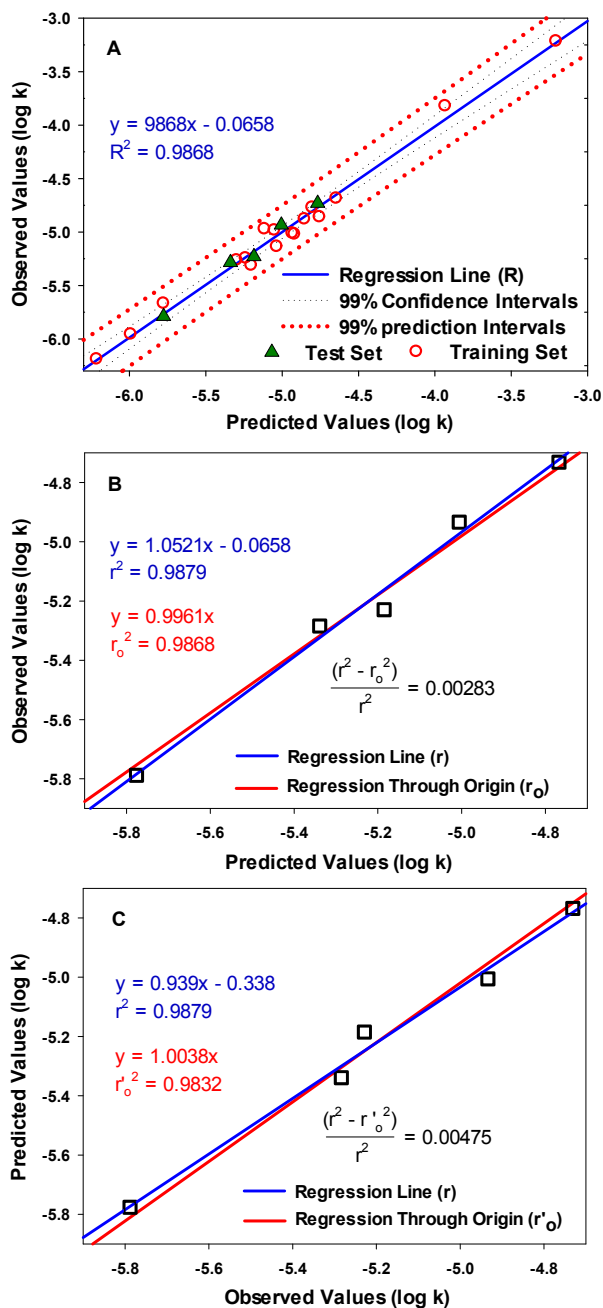 A
y = 9868x - 0.0658
R² = 0.9868
Regression Line (R)
99% Confidence Intervals
99% prediction Intervals
Test Set Training Set
-3.0
-3.5
-4.0
-4.5
-5.0
-5.5
-6.0
Observed Values (log k)
-6.0 -5.5 -5.0 -4.5 -4.0 -3.5 -3.0
Predicted Values (log k)
B
y = 1.0521x - 0.0658
r² = 0.9879
y = 0.9961x
rₒ² = 0.9868
(r² - rₒ²)
= 0.00283
r²
Regression Line (r)
Regression Through Origin (rₒ)
-4.8
-5.0
-5.2
-5.4
-5.6
-5.8
Observed Values (log k)
-5.8 -5.6 -5.4 -5.2 -5.0 -4.8
Predicted Values (log k)
C
y = 0.939x - 0.338
r² = 0.9879
y = 1.0038x
r'ₒ² = 0.9832
(r² - r'ₒ²)
= 0.00475
r²
Regression Line (r)
Regression Through Origin (r'ₒ)
-4.8
-5.0
-5.2
-5.4
-5.6
-5.8
Predicted Values (log k)
-5.8 -5.6 -5.4 -5.2 -5.0 -4.8
Observed Values (log k)